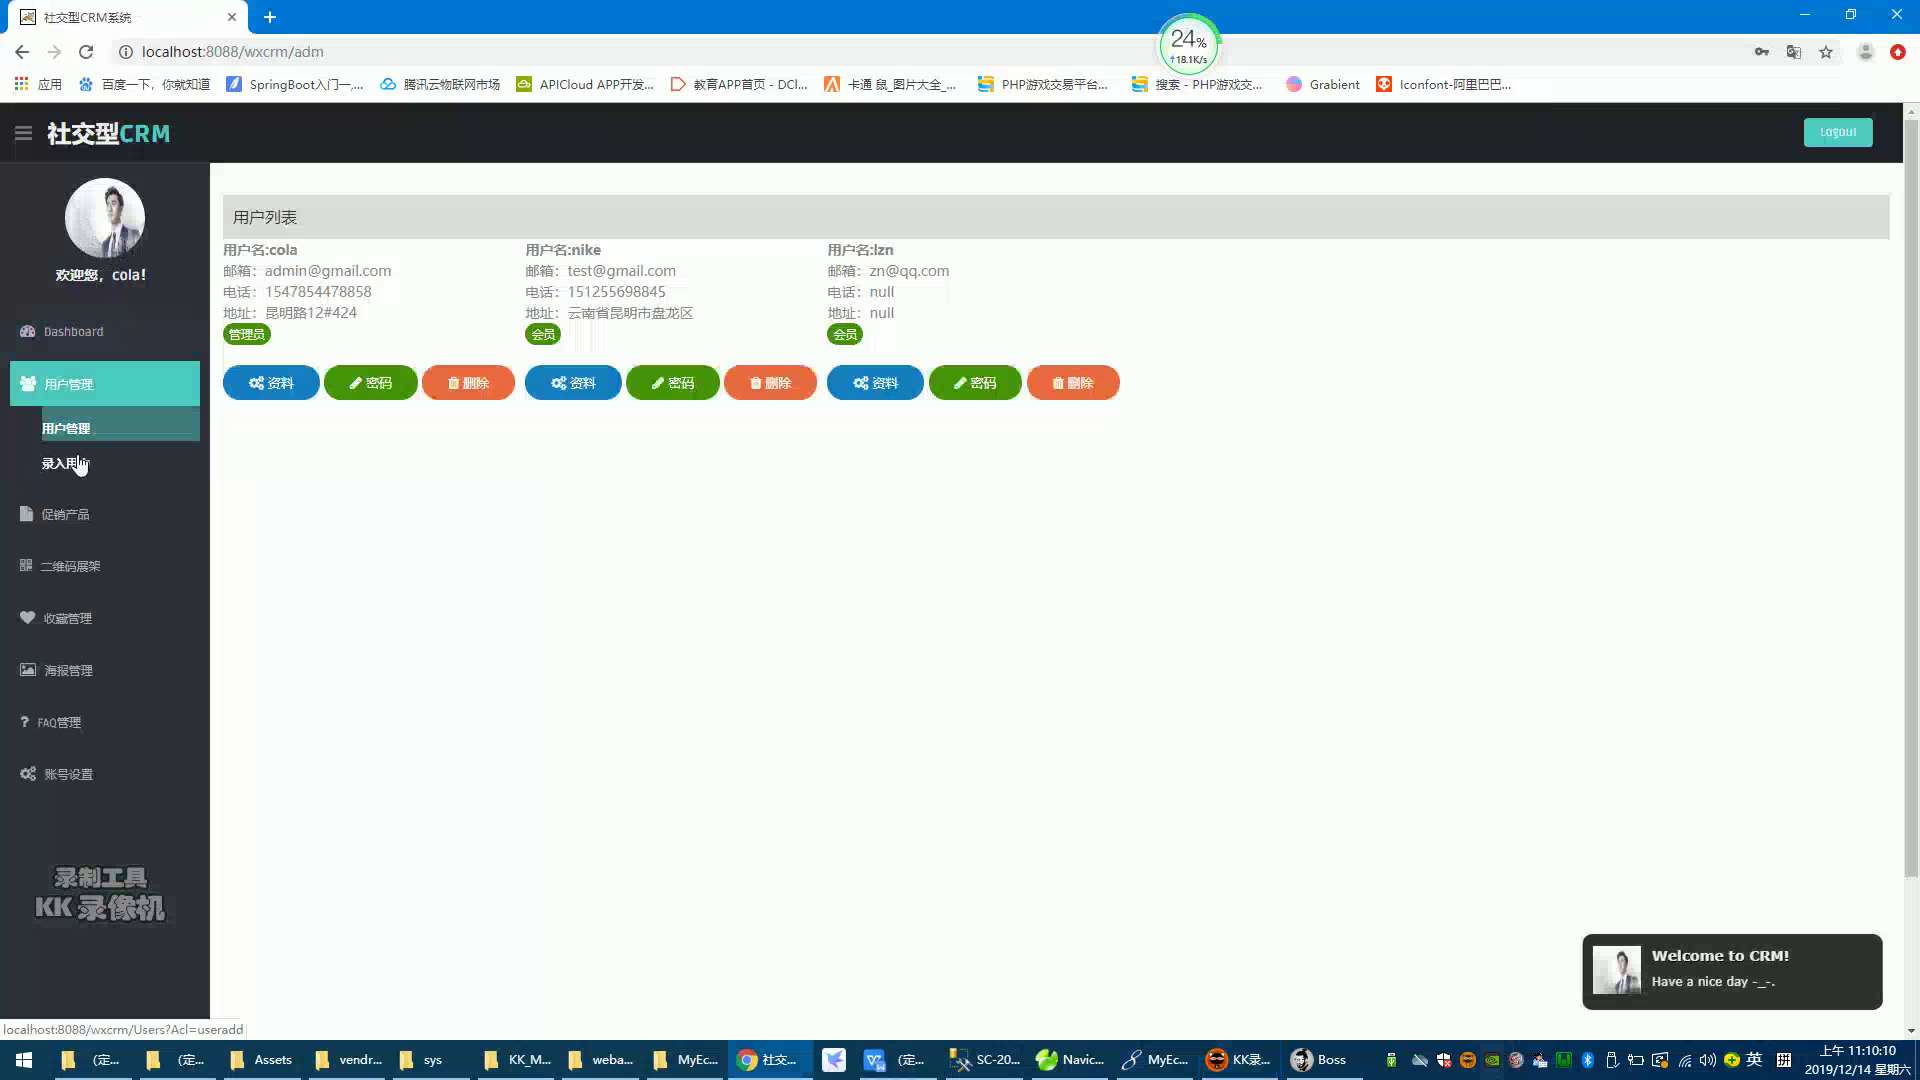 社交型CRM系统
localhost:8088/wxcrm/adm
24%
↑18.1K/s
应用
百度一下，你就知道
SpringBoot入门一,...
腾讯云物联网市场
APICloud APP开发...
教育APP首页 - DCl...
卡通 鼠_图片大全_...
PHP游戏交易平台...
搜索 - PHP游戏交...
Grabient
Iconfont-阿里巴巴...
社交型CRM
Logout
欢迎您，cola!
Dashboard
用户管理
用户管理
促销产品
二维码展架
收藏管理
海报管理
FAQ管理
账号设置
用户列表
用户名:cola
邮箱：admin@gmail.com
电话：1547854478858
地址：昆明路12#424
管理员
资料 密码 删除
用户名:nike
邮箱：test@gmail.com
电话：151255698845
地址：云南省昆明市盘龙区
会员
资料 密码 删除
用户名:lzn
邮箱：zn@qq.com
电话：null
地址：null
会员
资料 密码 删除
录制工具
KK 录像机
Welcome to CRM!
Have a nice day -_-.
localhost:8088/wxcrm/Users?Acl=useradd
(定...
(定...
Assets
vendr...
sys
KK_M...
weba...
MyEc...
社交...
(定...
SC-20...
Navic...
MyEc...
KK录...
Boss
英
拼
上午 11:10:10
2019/12/14 星期六